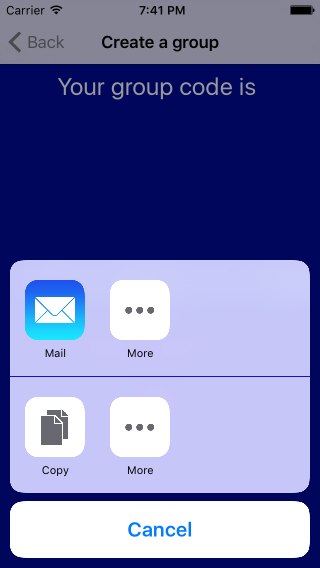 Carrier 7:41 PM
Back Create a group
Your group code is
Mail More
Copy More
Cancel